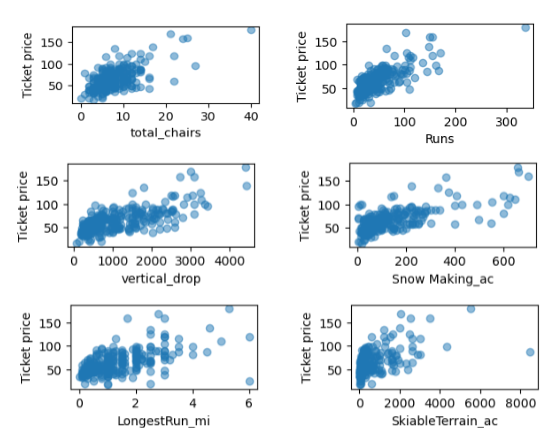 Ticket price
150
100
50
0 10 20 30 40
total_chairs
Ticket price
150
100
50
0 100 200 300
Runs
Ticket price
150
100
50
0 1000 2000 3000 4000
vertical_drop
Ticket price
150
100
50
0 200 400 600
Snow Making_ac
Ticket price
150
100
50
0 2 4 6
LongestRun_mi
Ticket price
150
100
50
0 2000 4000 6000 8000
SkiableTerrain_ac